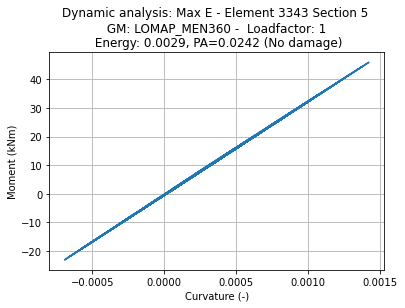 Dynamic analysis: Max E - Element 3343 Section 5
GM: LOMAP_MEN360 - Loadfactor: 1
Energy: 0.0029, PA=0.0242 (No damage)
Moment (kNm)
40
30
20
10
0
−10
−20
−0.0005 0.0000 0.0005 0.0010 0.0015
Curvature (-)